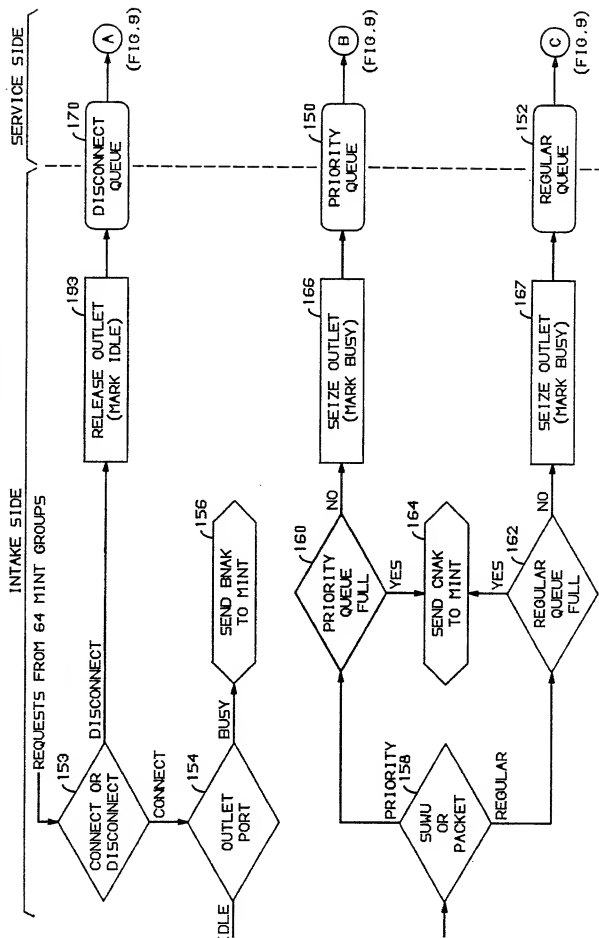 INTAKE SIDE
SERVICE SIDE
REQUESTS FROM 64 MINT GROUPS
153
CONNECT OR
DISCONNECT
DISCONNECT
193
RELEASE OUTLET
(MARK IDLE)
170
DISCONNECT
QUEUE
A
(FIG.9)
CONNECT
154
OUTLET
PORT
BUSY
156
SEND BNAK
TO MINT
IDLE
PRIORITY
158
SUWU
OR
PACKET
REGULAR
160
PRIORITY
QUEUE
FULL
NO
YES
166
SEIZE OUTLET
(MARK BUSY)
150
PRIORITY
QUEUE
B
(FIG.9)
164
SEND CNAK
TO MINT
YES
162
REGULAR
QUEUE
FULL
NO
167
SEIZE OUTLET
(MARK BUSY)
152
REGULAR
QUEUE
C
(FIG.9)